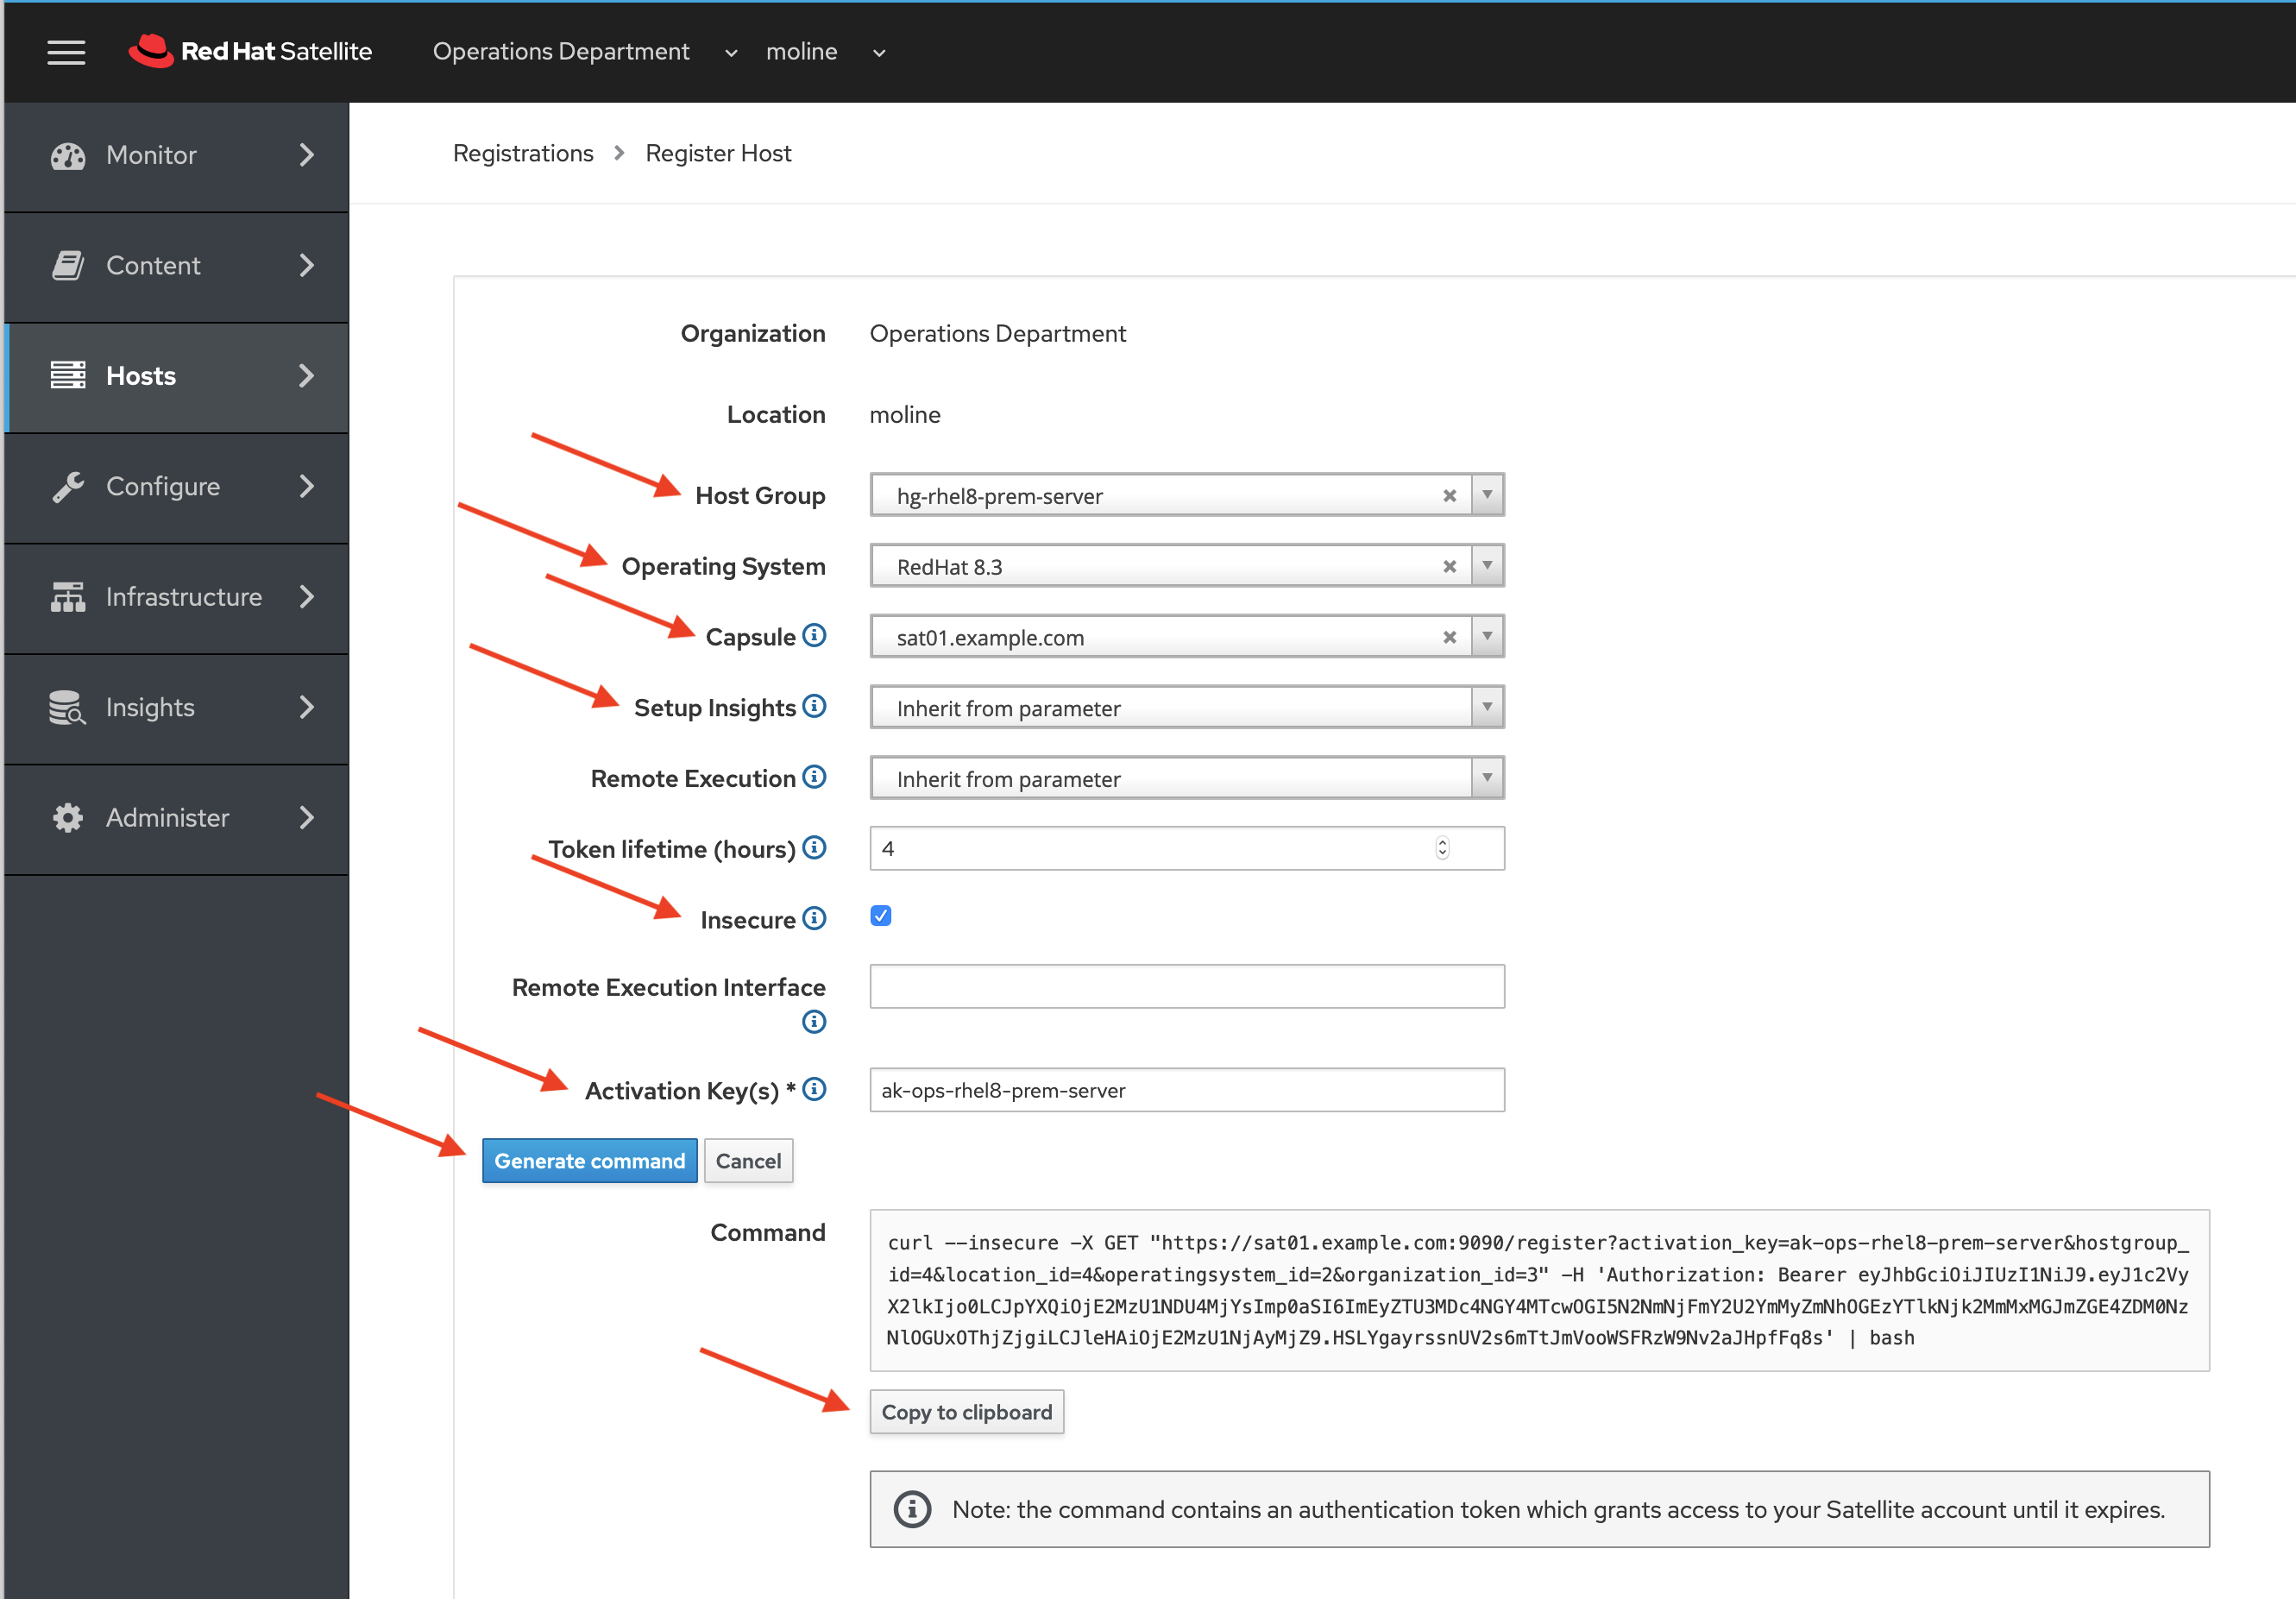 Red Hat Satellite Operations Department moline
Monitor
Content
Hosts
Configure
Infrastructure
Insights
Administer
Registrations > Register Host
Organization Operations Department
Location moline
Host Group hg-rhel8-prem-server
Operating System RedHat 8.3
Capsule sat01.example.com
Setup Insights Inherit from parameter
Remote Execution Inherit from parameter
Token lifetime (hours) 4
Insecure
Remote Execution Interface
Activation Key(s) * ak-ops-rhel8-prem-server
Generate command Cancel
Command
curl --insecure -X GET "https://sat01.example.com:9090/register?activation_key=ak-ops-rhel8-prem-server&hostgroup_
id=4&location_id=4&operatingsystem_id=2&organization_id=3" -H 'Authorization: Bearer eyJhbGciOiJIUzI1NiJ9.eyJ1c2Vy
X2lkIjo0LCJpYXQiOjE2MzU1NDU4MjYsImp0aSI6ImEyZTU3MDc4NGY4MTcwOGI5N2NmNjFmY2U2YmMyZmNhOGEzYTlkNjk2MmMxMGJmZGE4ZDM0Nz
NlOGUxOThjZjgiLCJleHAiOjE2MzU1NjAyMjZ9.HSLYgayrssnUV2s6mTtJmVooWSFRzW9Nv2aJHpfFq8s' | bash
Copy to clipboard
Note: the command contains an authentication token which grants access to your Satellite account until it expires.